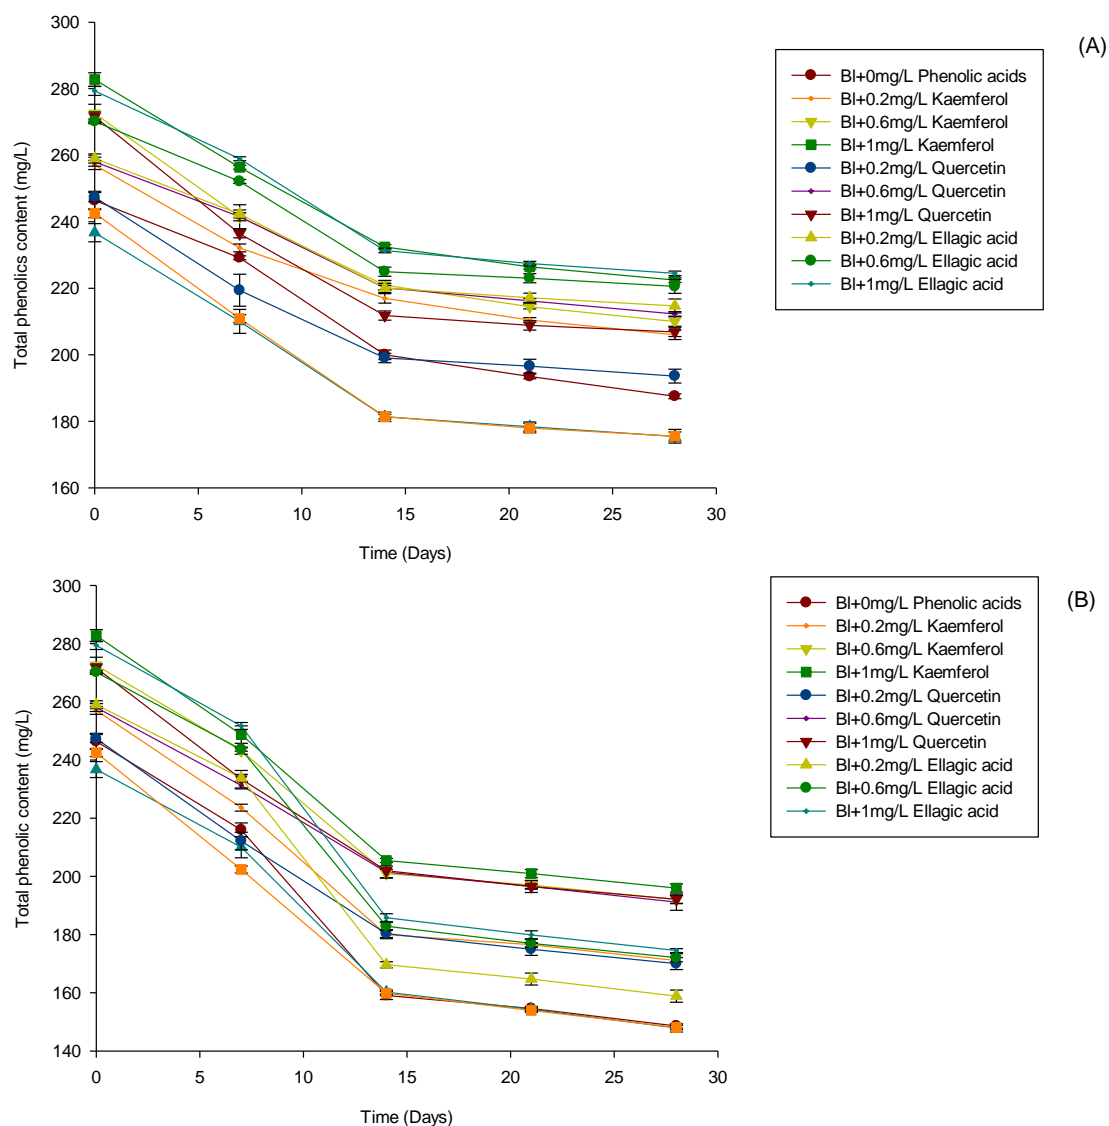 (A)
Total phenolics content (mg/L)
300
280
260
240
220
200
180
160
0 5 10 15 20 25 30
Time (Days)
Bl+0mg/L Phenolic acids
Bl+0.2mg/L Kaemferol
Bl+0.6mg/L Kaemferol
Bl+1mg/L Kaemferol
Bl+0.2mg/L Quercetin
Bl+0.6mg/L Quercetin
Bl+1mg/L Quercetin
Bl+0.2mg/L Ellagic acid
Bl+0.6mg/L Ellagic acid
Bl+1mg/L Ellagic acid
(B)
Total phenolic content (mg/L)
300
280
260
240
220
200
180
160
140
0 5 10 15 20 25 30
Time (Days)
Bl+0mg/L Phenolic acids
Bl+0.2mg/L Kaemferol
Bl+0.6mg/L Kaemferol
Bl+1mg/L Kaemferol
Bl+0.2mg/L Quercetin
Bl+0.6mg/L Quercetin
Bl+1mg/L Quercetin
Bl+0.2mg/L Ellagic acid
Bl+0.6mg/L Ellagic acid
Bl+1mg/L Ellagic acid